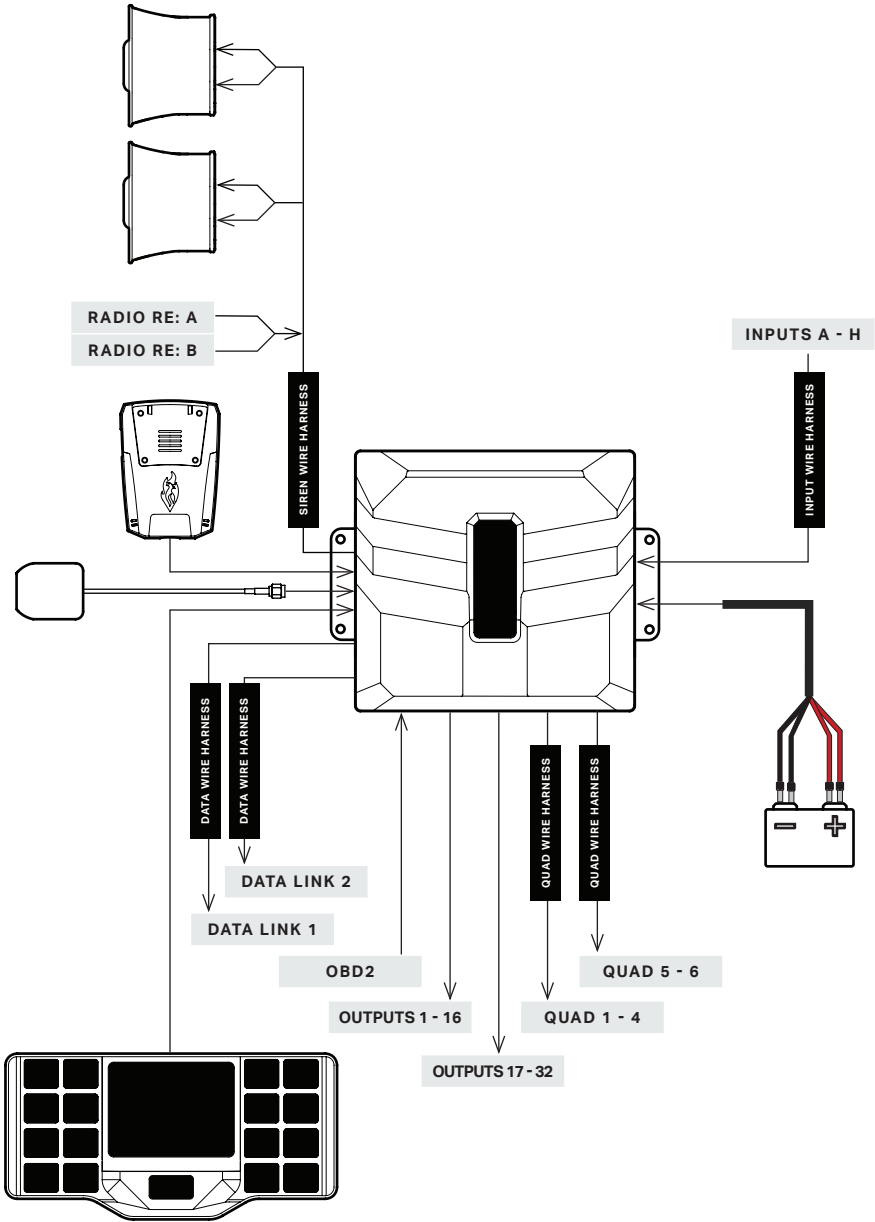 RADIO RE: A
RADIO RE: B
INPUTS A - H
SIREN WIRE HARNESS
INPUT WIRE HARNESS
DATA WIRE HARNESS
DATA WIRE HARNESS
QUAD WIRE HARNESS
QUAD WIRE HARNESS
DATA LINK 2
DATA LINK 1
OBD2
QUAD 5 - 6
OUTPUTS 1 - 16
QUAD 1 - 4
OUTPUTS 17 - 32